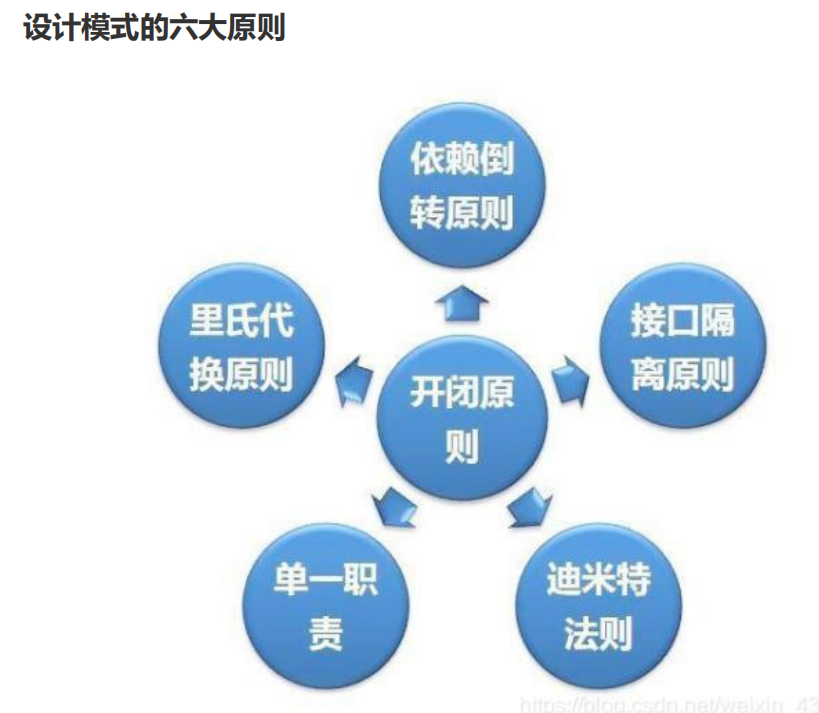 设计模式的六大原则
依赖倒
转原则
里氏代
换原则
接口隔
离原则
开闭原
则
单一职
责
迪米特
法则
https://blog.csdn.net/weixin_43